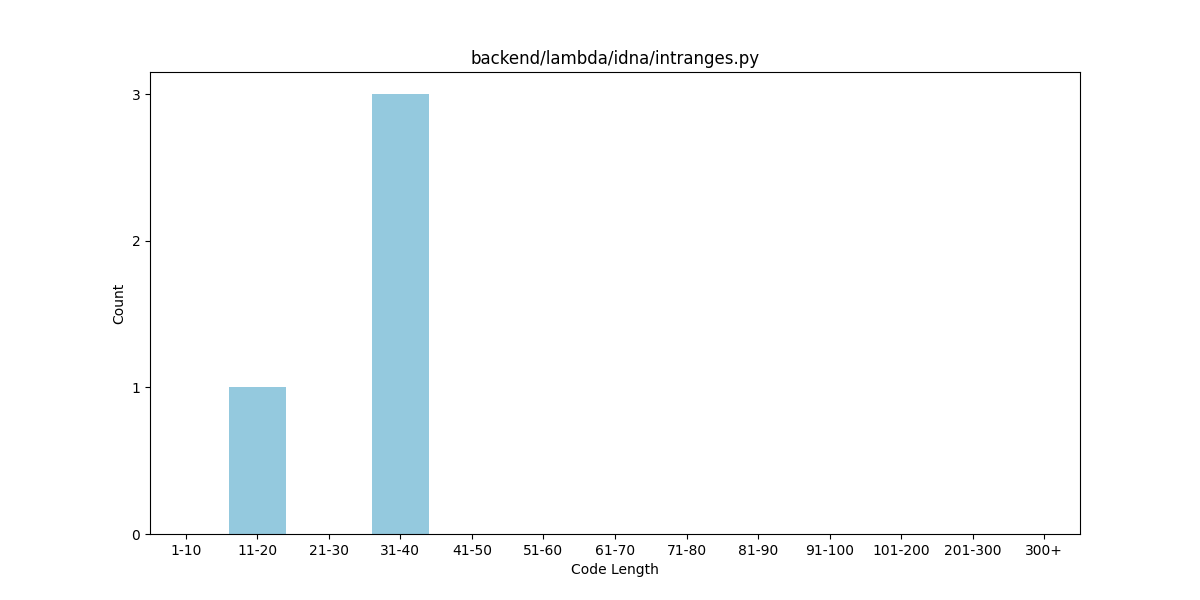 backend/lambda/idna/intranges.py
3
2
1
0
Count
1-10 11-20 21-30 31-40 41-50 51-60 61-70 71-80 81-90 91-100 101-200 201-300 300+
Code Length